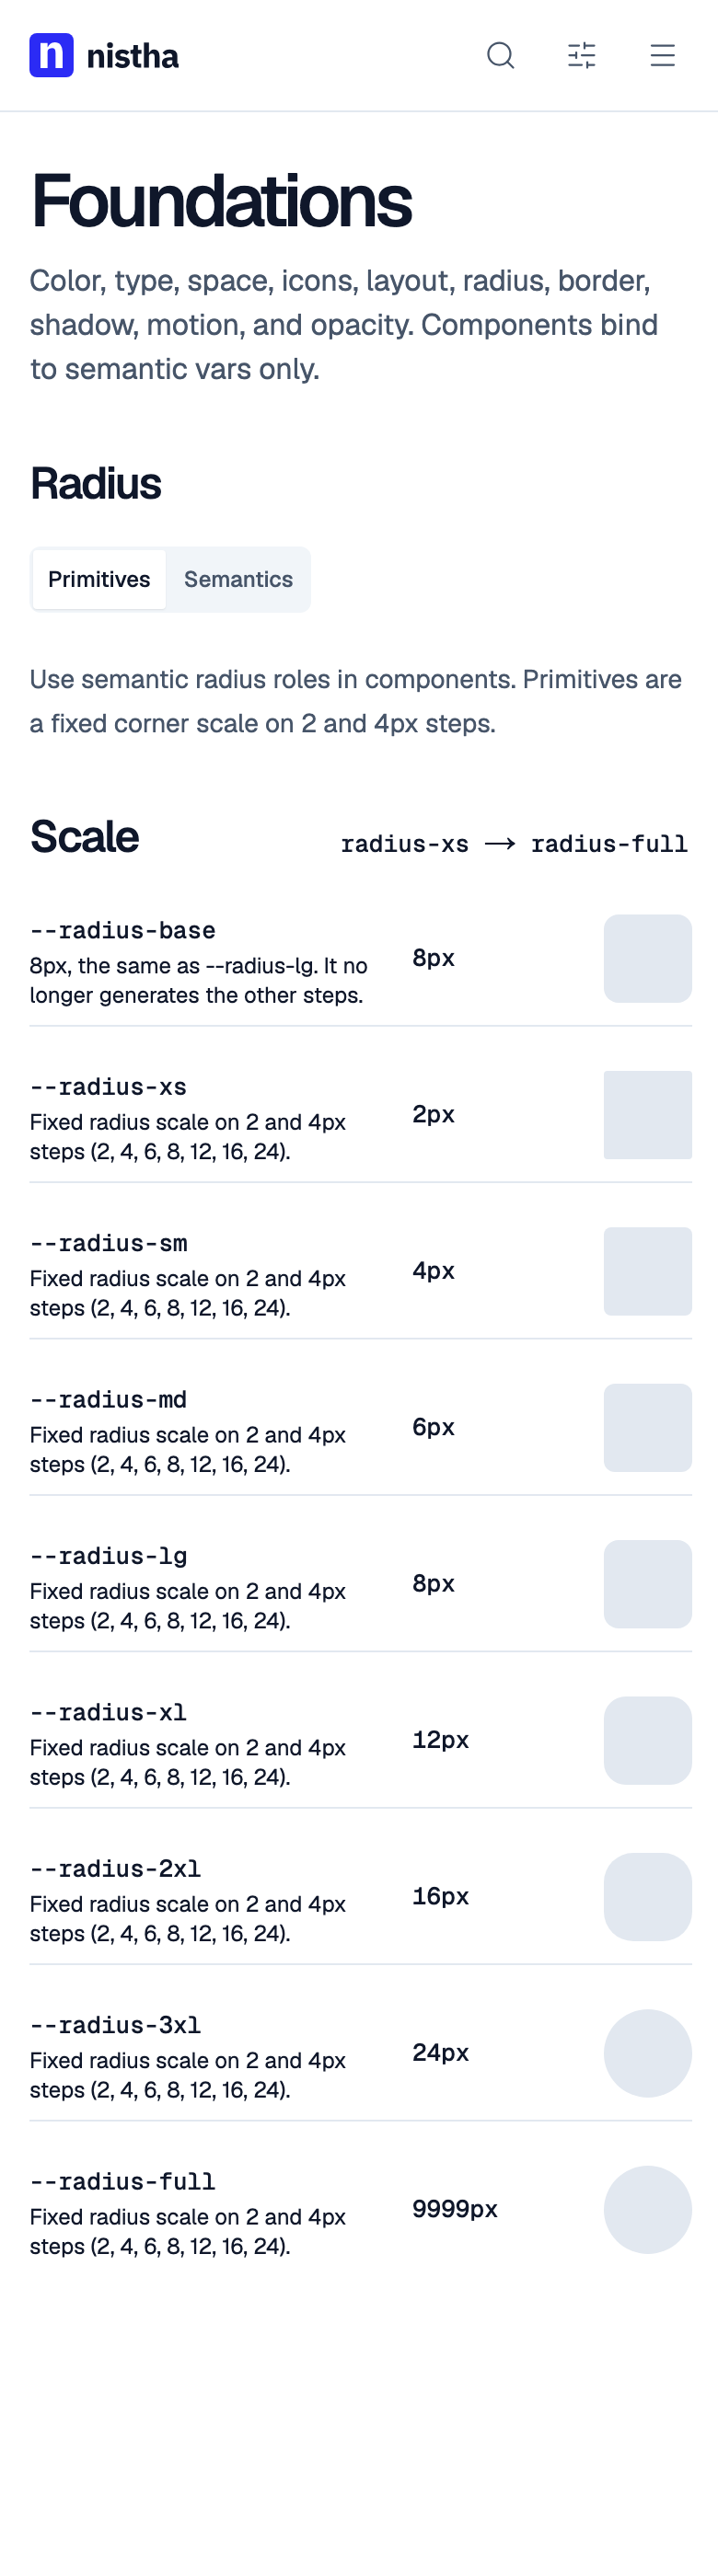 n nistha
Foundations
Color, type, space, icons, layout, radius, border,
shadow, motion, and opacity. Components bind
to semantic vars only.
Radius
Primitives Semantics
Use semantic radius roles in components. Primitives are
a fixed corner scale on 2 and 4px steps.
Scale radius-xs → radius-full
--radius-base
8px, the same as --radius-lg. It no
longer generates the other steps.
8px
--radius-xs
Fixed radius scale on 2 and 4px
steps (2, 4, 6, 8, 12, 16, 24).
2px
--radius-sm
Fixed radius scale on 2 and 4px
steps (2, 4, 6, 8, 12, 16, 24).
4px
--radius-md
Fixed radius scale on 2 and 4px
steps (2, 4, 6, 8, 12, 16, 24).
6px
--radius-lg
Fixed radius scale on 2 and 4px
steps (2, 4, 6, 8, 12, 16, 24).
8px
--radius-xl
Fixed radius scale on 2 and 4px
steps (2, 4, 6, 8, 12, 16, 24).
12px
--radius-2xl
Fixed radius scale on 2 and 4px
steps (2, 4, 6, 8, 12, 16, 24).
16px
--radius-3xl
Fixed radius scale on 2 and 4px
steps (2, 4, 6, 8, 12, 16, 24).
24px
--radius-full
Fixed radius scale on 2 and 4px
steps (2, 4, 6, 8, 12, 16, 24).
9999px